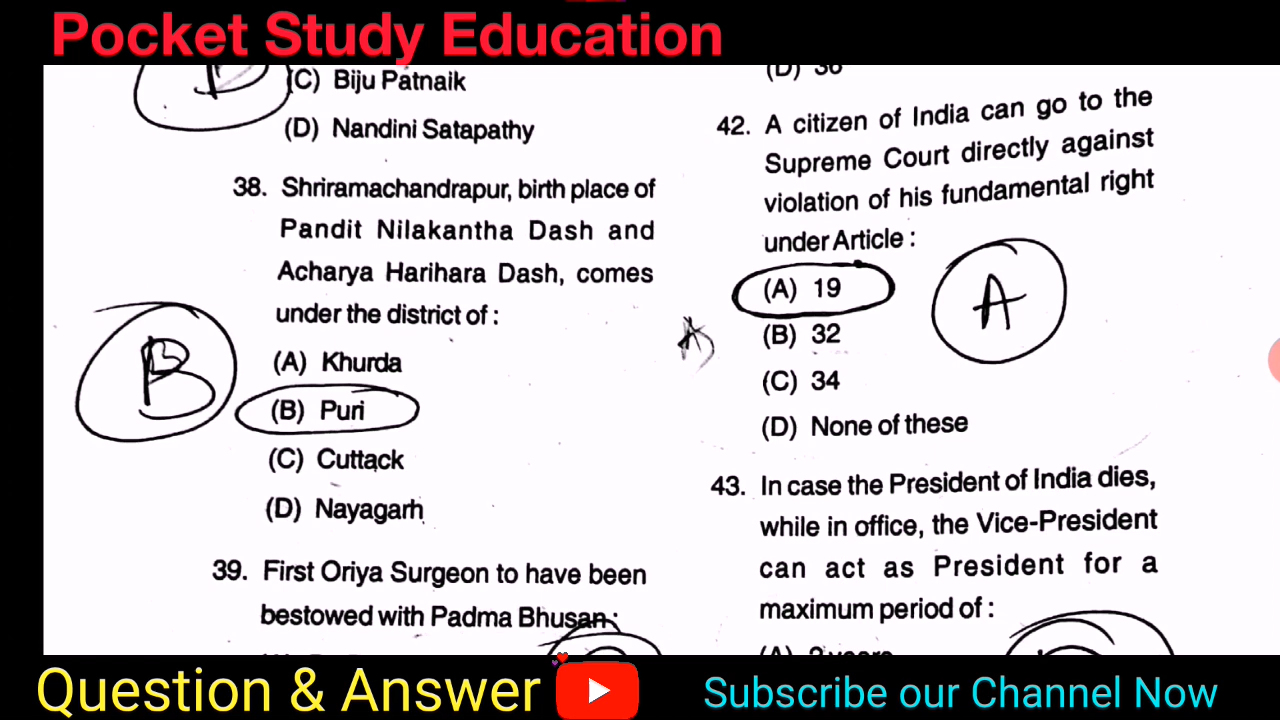 Pocket Study Education
(C) Biju Patnaik
(D) Nandini Satapathy
38. Shriramachandrapur, birth place of
Pandit Nilakantha Dash and
Acharya Harihara Dash, comes
under the district of :
B
(A) Khurda
(B) Puri
(C) Cuttack
(D) Nayagarh
39. First Oriya Surgeon to have been
bestowed with Padma Bhusan :
(D) 36
42. A citizen of India can go to the
Supreme Court directly against
violation of his fundamental right
under Article :
(A) 19
A
(B) 32
A
(C) 34
(D) None of these
43. In case the President of India dies,
while in office, the Vice-President
can act as President for a
maximum period of :
Question & Answer
Subscribe our Channel Now